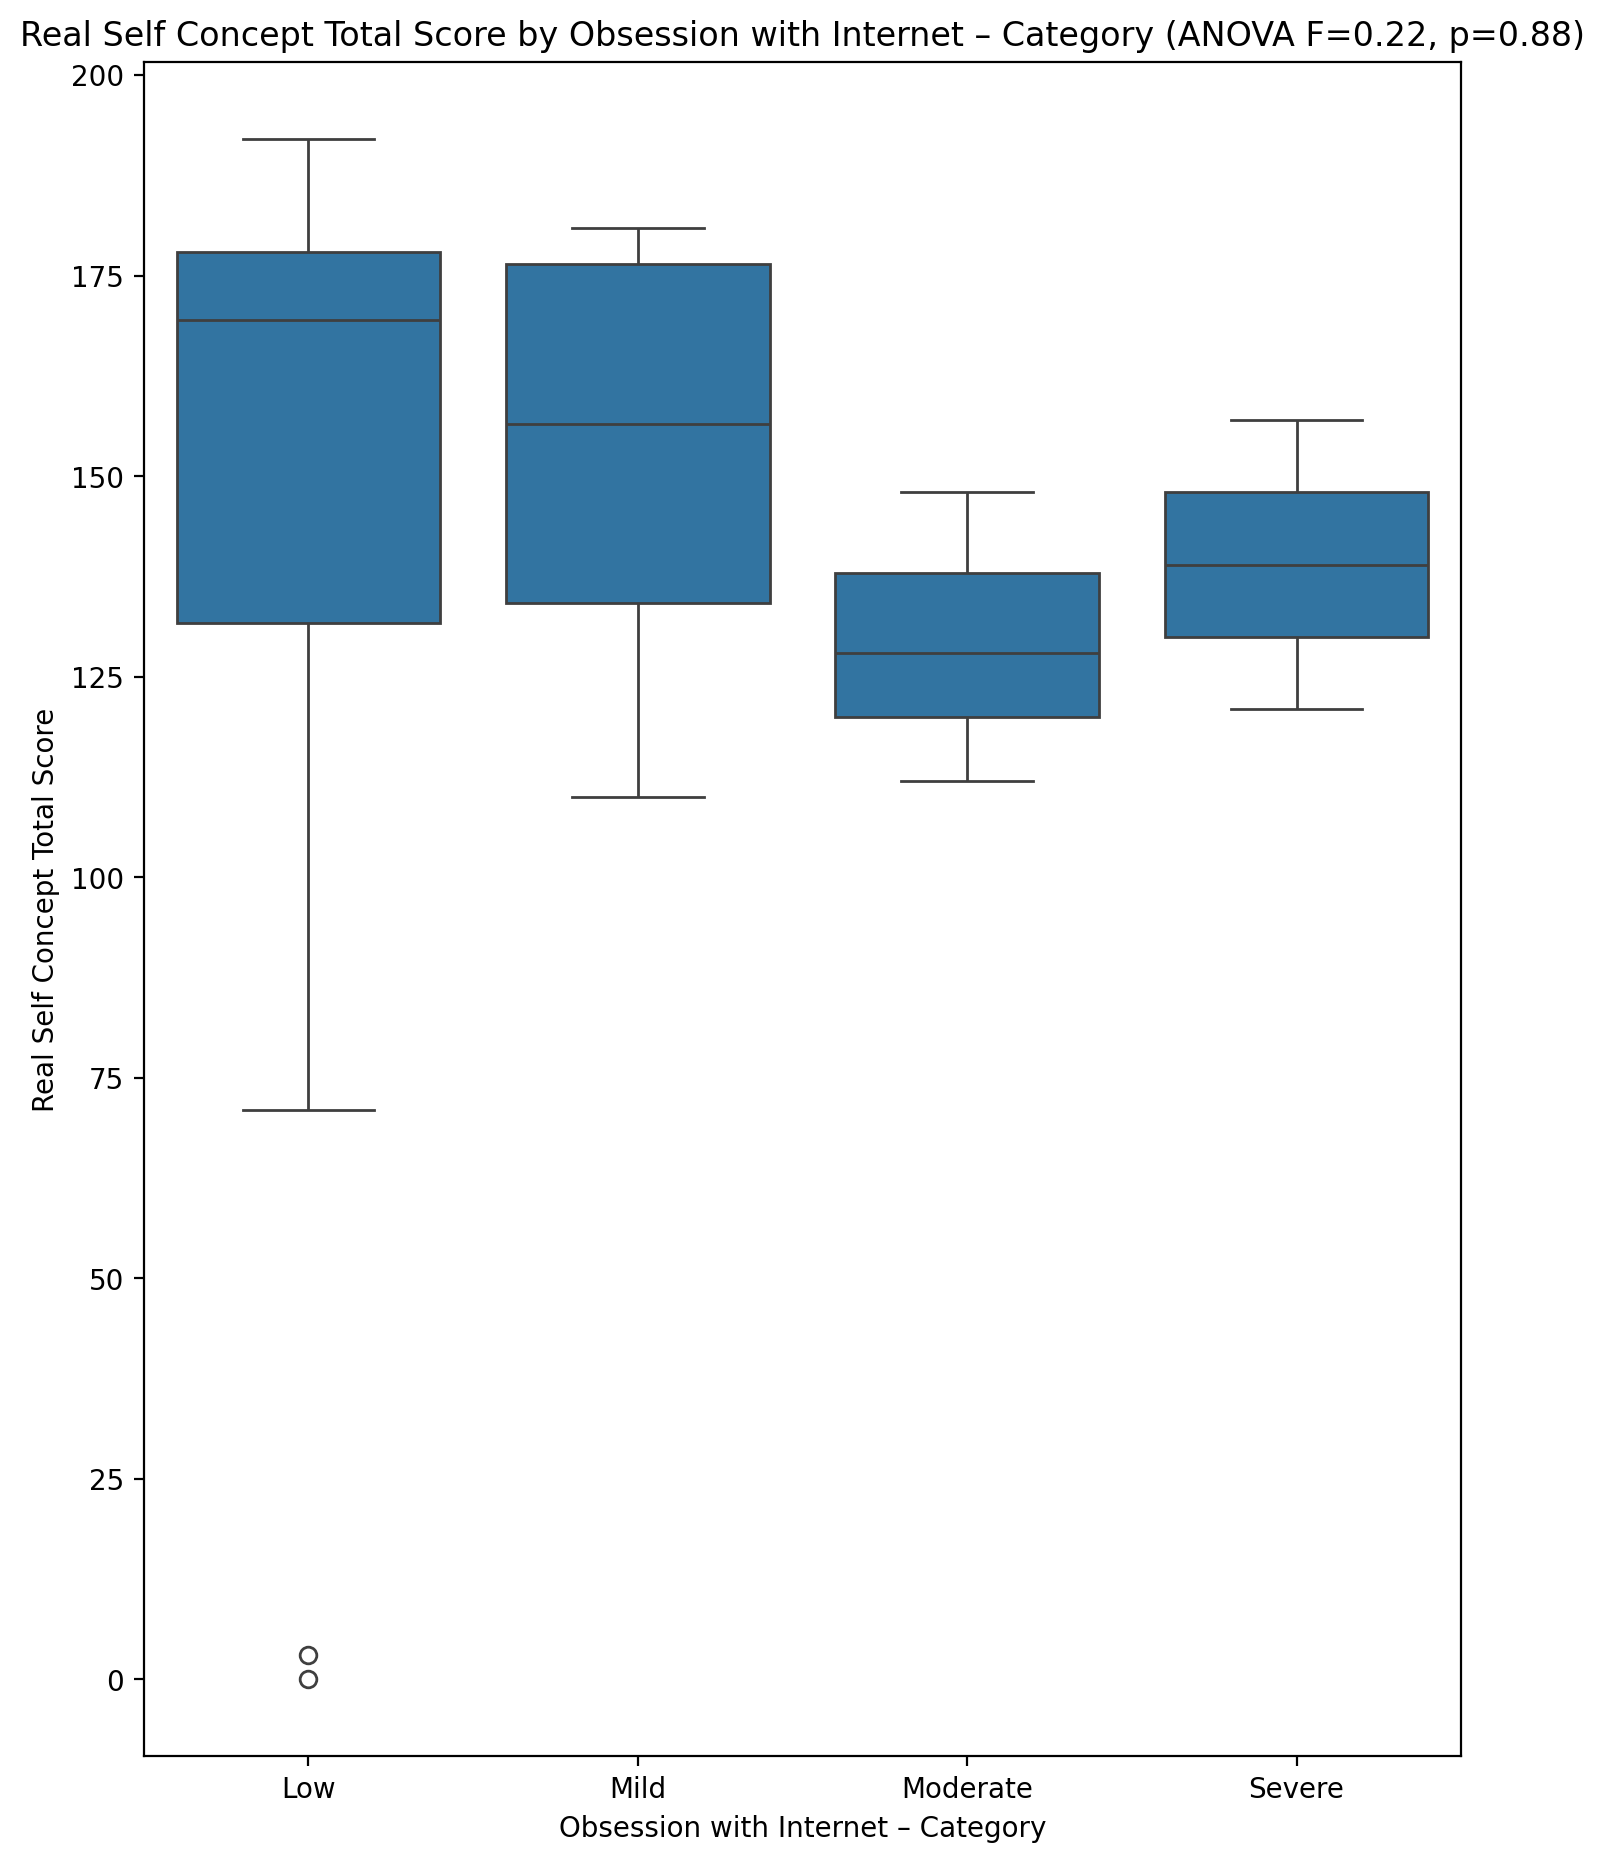 Real Self Concept Total Score by Obsession with Internet – Category (ANOVA F=0.22, p=0.88)
Real Self Concept Total Score
200
175
150
125
100
75
50
25
0
Low Mild Moderate Severe
Obsession with Internet – Category